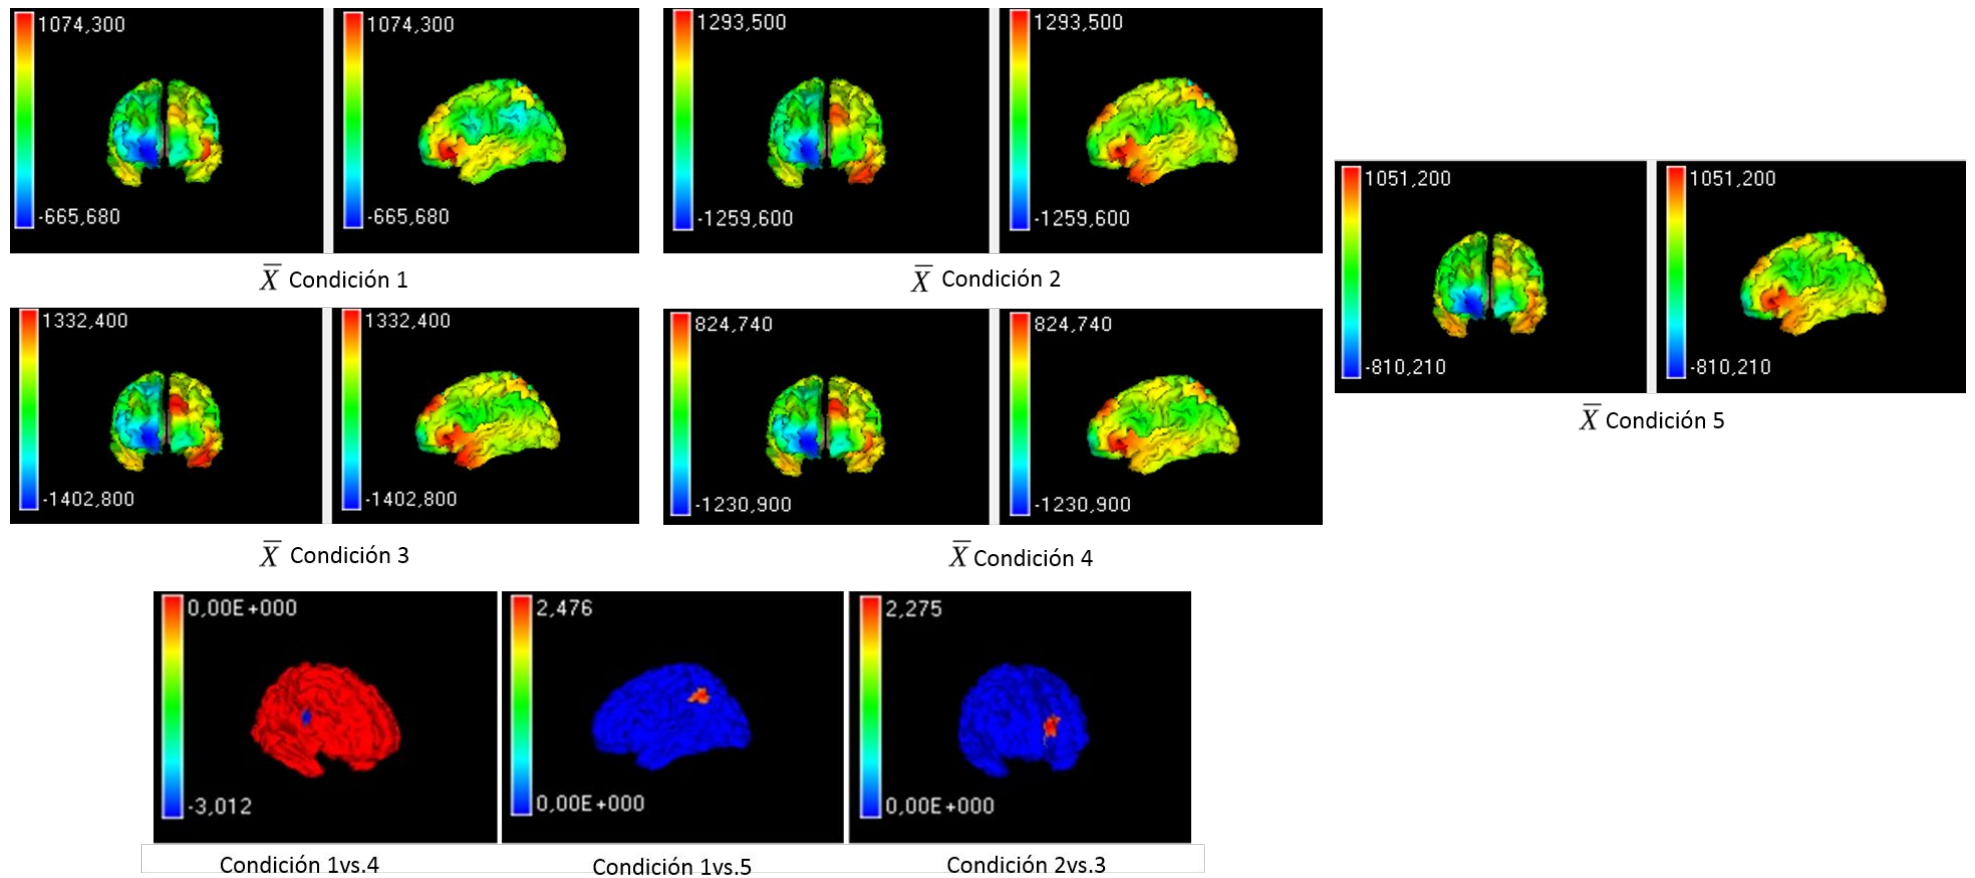 1074,300
1074,300
-665,680
-665,680
X̅ Condición 1
1293,500
1293,500
-1259,600
-1259,600
X̅ Condición 2
1332,400
1332,400
-1402,800
-1402,800
X̅ Condición 3
824,740
824,740
-1230,900
-1230,900
X̅ Condición 4
1051,200
1051,200
-810,210
-810,210
X̅ Condición 5
0,00E+000
-3,012
Condición 1vs.4
2,476
0,00E+000
Condición 1vs.5
2,275
0,00E+000
Condición 2vs.3